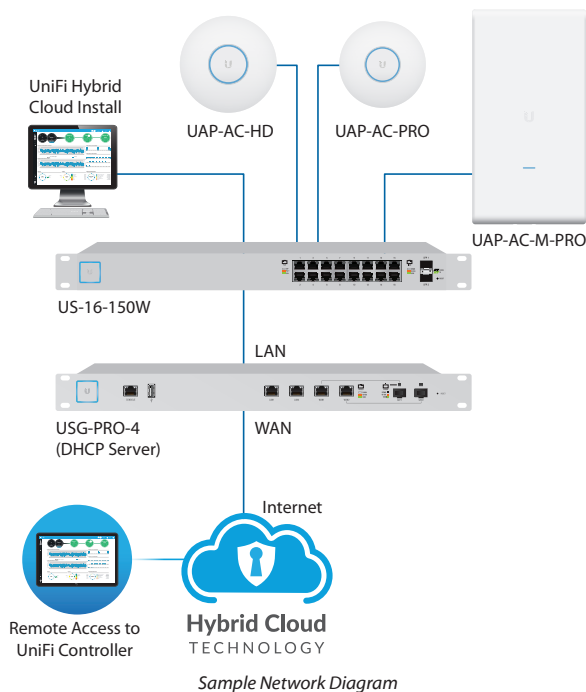 UniFi Hybrid
Cloud Install
UAP-AC-HD
UAP-AC-PRO
UAP-AC-M-PRO
US-16-150W
LAN
USG-PRO-4
(DHCP Server)
WAN
Internet
Remote Access to
UniFi Controller
Hybrid Cloud
TECHNOLOGY
Sample Network Diagram